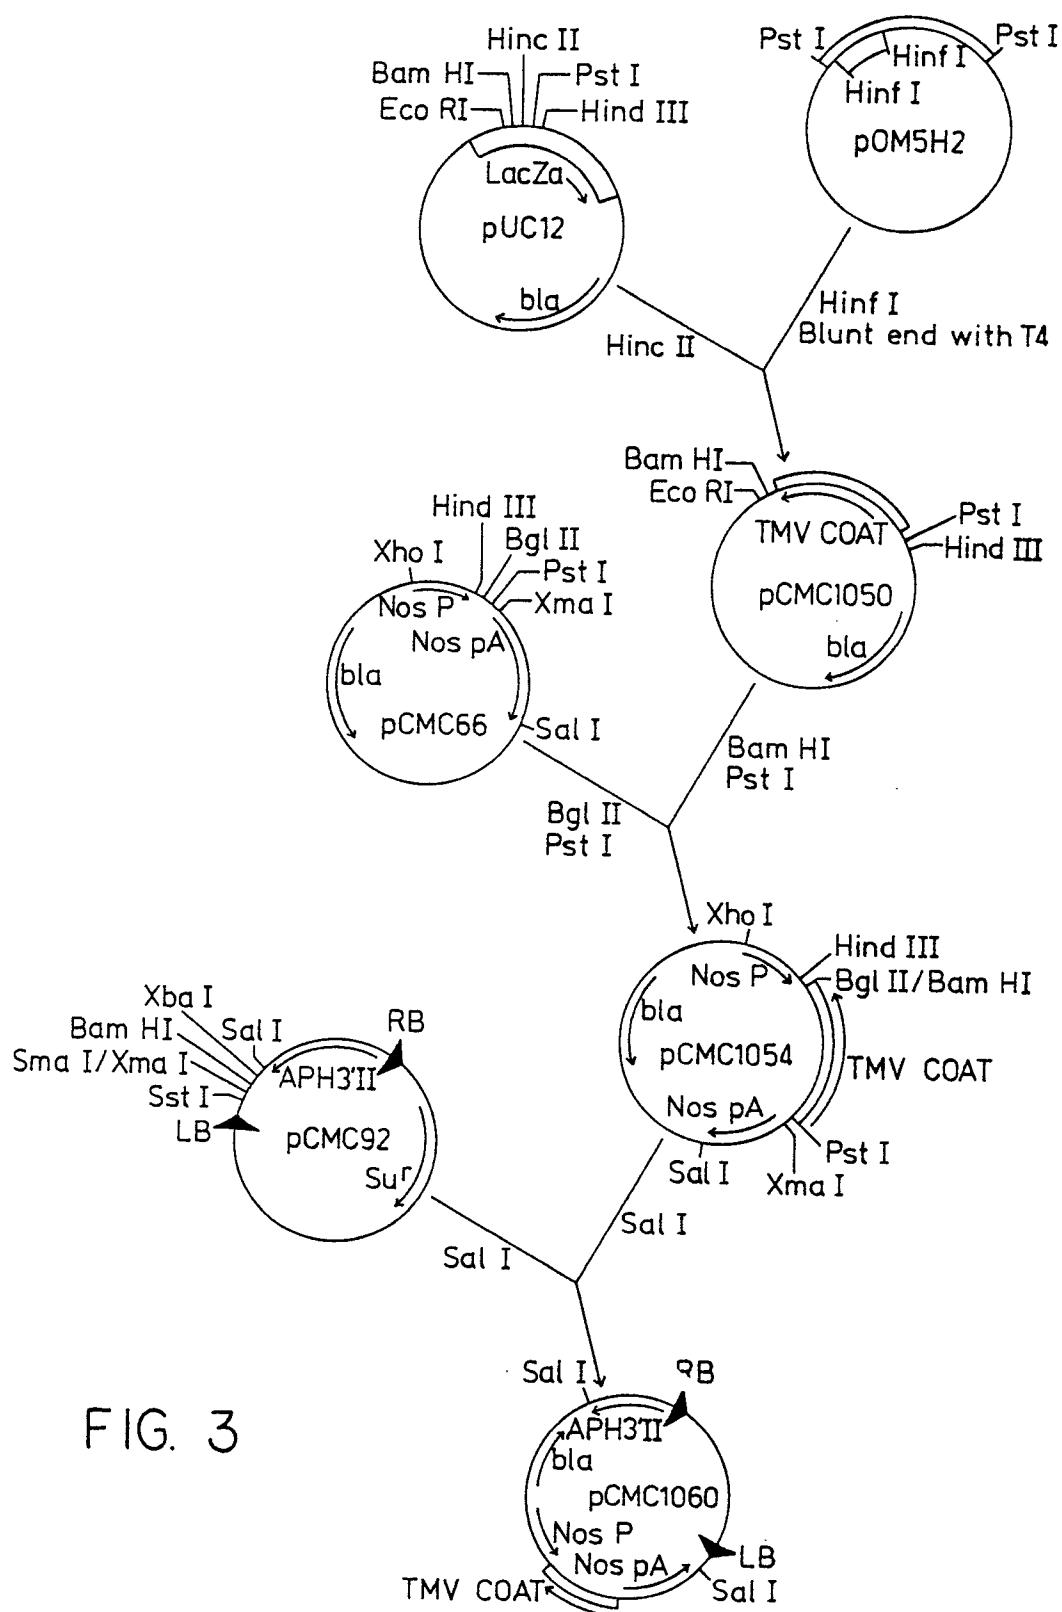 Hinc II
Bam HI
Pst I
Eco RI
Hind III
LacZa
pUC12
bla
Pst I
Pst I
Hinf I
Hinf I
pOM5H2
Hinc II
Hinf I
Blunt end with T4
Bam HI
Eco RI
TMV COAT
Pst I
Hind III
pCMC1050
bla
Hind III
Xho I
Bgl II
Pst I
Xma I
Nos P
Nos pA
bla
pCMC66
Sal I
Bam HI
Pst I
Bgl II
Pst I
Xho I
Hind III
Bgl II/Bam HI
Nos P
bla
pCMC1054
TMV COAT
Nos pA
Sal I
Pst I
Xma I
Xba I
Bam HI
Sal I
RB
Sma I/Xma I
APH3'II
Sst I
LB
pCMC92
Suʳ
Sal I
Sal I
Sal I
RB
APH3'II
bla
pCMC1060
Nos P
Nos pA
LB
TMV COAT
Sal I
FIG. 3